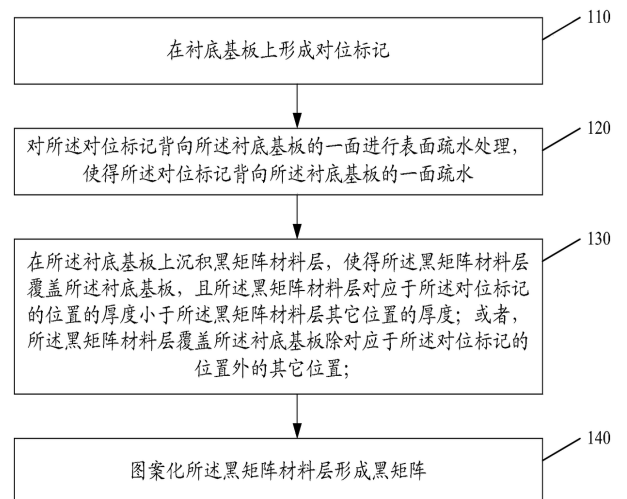 110
在衬底基板上形成对位标记
120
对所述对位标记背向所述衬底基板的一面进行表面疏水处理，
使得所述对位标记背向所述衬底基板的一面疏水
130
在所述衬底基板上沉积黑矩阵材料层，使得所述黑矩阵材料层
覆盖所述衬底基板，且所述黑矩阵材料层对应于所述对位标记
的位置的厚度小于所述黑矩阵材料层其它位置的厚度；或者，
所述黑矩阵材料层覆盖所述衬底基板除对应于所述对位标记的
位置外的其它位置；
140
图案化所述黑矩阵材料层形成黑矩阵